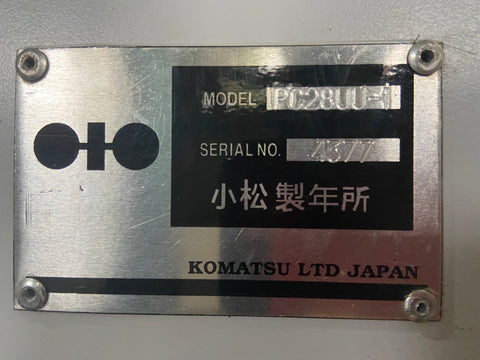 MODEL PC28UU-1
SERIAL NO. 4377
小松製年所
KOMATSU LTD JAPAN